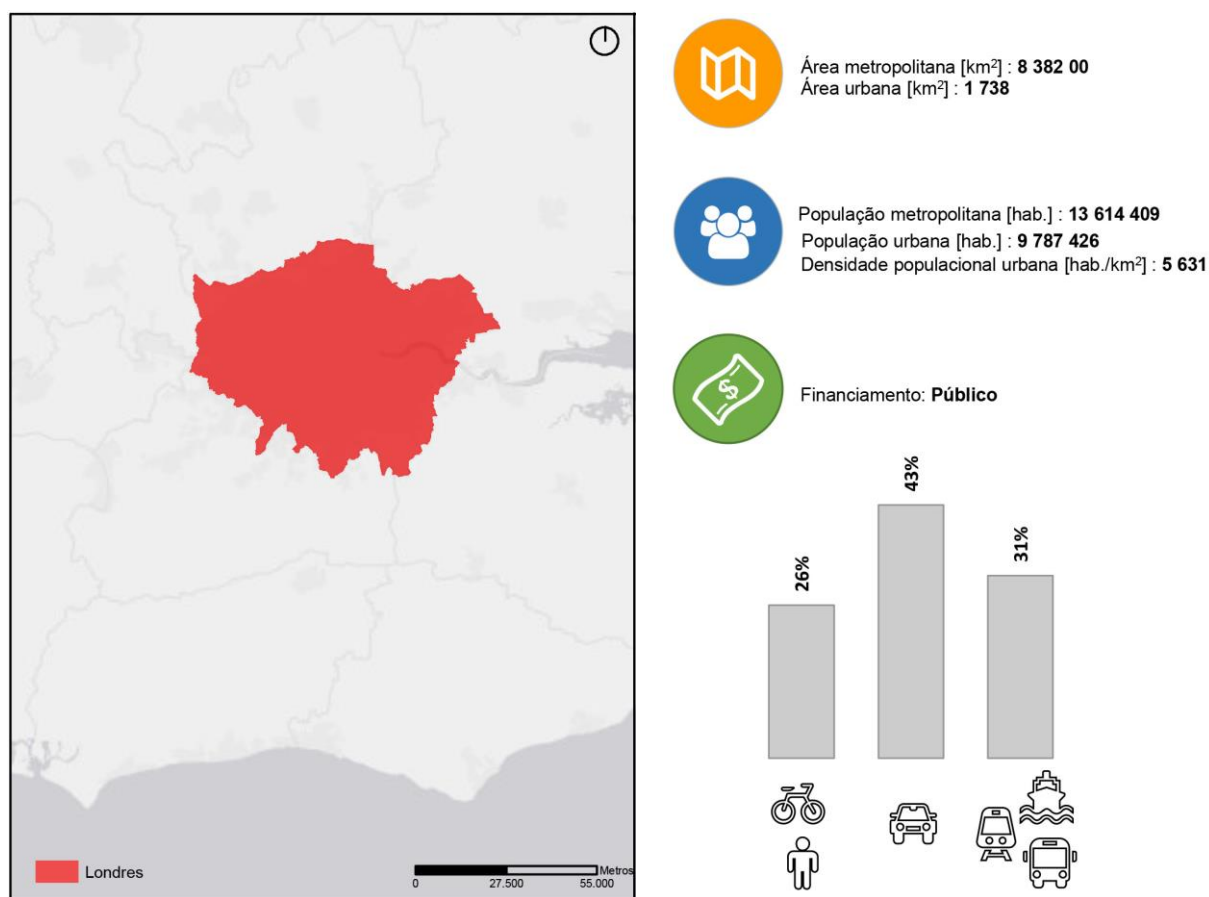 Londres
Metros
0 27.500 55.000
Área metropolitana [km²] : 8 382 00
Área urbana [km²] : 1 738
População metropolitana [hab.] : 13 614 409
População urbana [hab.] : 9 787 426
Densidade populacional urbana [hab./km²] : 5 631
$
Financiamento: Público
26%
43%
31%